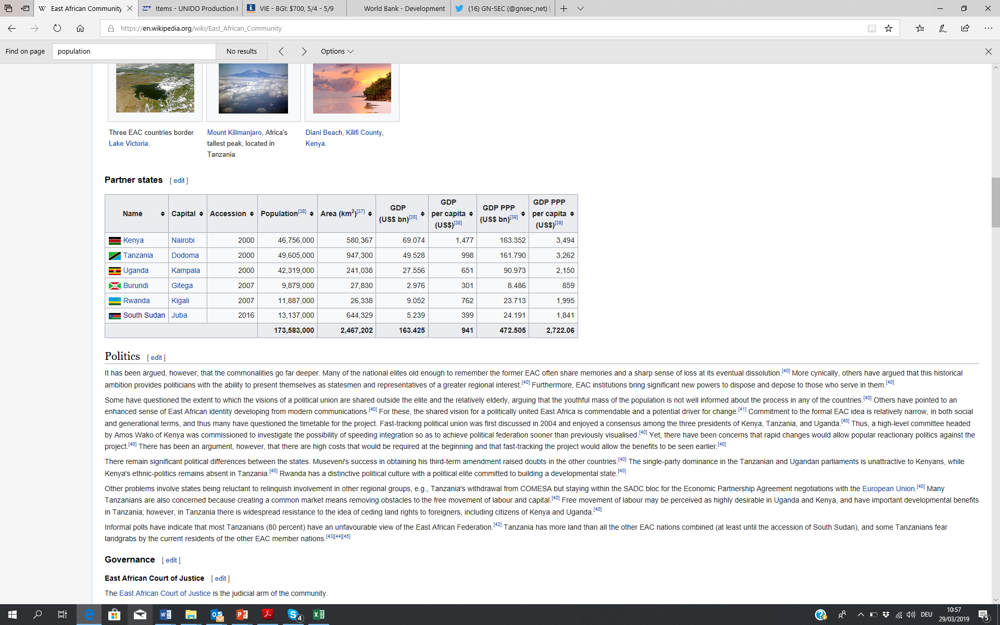 East African Community
Items - UNIDO Production I
VIE - BGI: $700, 5/4 - 5/9
World Bank - Development
(16) GN-SEC (@gnsec_net) |
https://en.wikipedia.org/wiki/East_African_Community
Find on page population No results Options
Three EAC countries border
Lake Victoria.
Mount Kilimanjaro, Africa's
tallest peak, located in
Tanzania.
Diani Beach, Kilifi County,
Kenya.
Partner states [ edit ]
Name Capital Accession Population[38] Area (km2)[37] GDP (US$ bn)[38] GDP per capita (US$)[38] GDP PPP (US$ bn)[39] GDP PPP per capita (US$)[39]
Kenya Nairobi 2000 46,756,000 580,367 69.074 1,477 163.352 3,494
Tanzania Dodoma 2000 49,605,000 947,300 49.528 998 161.790 3,262
Uganda Kampala 2000 42,319,000 241,038 27.556 651 90.973 2,150
Burundi Gitega 2007 9,879,000 27,830 2.976 301 8.486 859
Rwanda Kigali 2007 11,887,000 26,338 9.052 762 23.713 1,995
South Sudan Juba 2016 13,137,000 644,329 5.239 399 24.191 1,841
173,583,000 2,467,202 163.425 941 472.505 2,722.06
Politics [ edit ]
It has been argued, however, that the commonalities go far deeper. Many of the national elites old enough to remember the former EAC often share memories and a sharp sense of loss at its eventual dissolution.[40] More cynically, others have argued that this historical
ambition provides politicians with the ability to present themselves as statesmen and representatives of a greater regional interest.[40] Furthermore, EAC institutions bring significant new powers to dispose and depose to those who serve in them.[40]
Some have questioned the extent to which the visions of a political union are shared outside the elite and the relatively elderly, arguing that the youthful mass of the population is not well informed about the process in any of the countries.[40] Others have pointed to an
enhanced sense of East African identity developing from modern communications.[40] For these, the shared vision for a politically united East Africa is commendable and a potential driver for change.[41] Commitment to the formal EAC idea is relatively narrow, in both social
and generational terms, and thus many have questioned the timetable for the project. Fast-tracking political union was first discussed in 2004 and enjoyed a consensus among the three presidents of Kenya, Tanzania, and Uganda.[40] Thus, a high-level committee headed
by Amos Wako of Kenya was commissioned to investigate the possibility of speeding integration so as to achieve political federation sooner than previously visualised.[40] Yet, there have been concerns that rapid changes would allow popular reactionary politics against the
project.[40] There has been an argument, however, that there are high costs that would be required at the beginning and that fast-tracking the project would allow the benefits to be seen earlier.[40]
There remain significant political differences between the states. Museveni's success in obtaining his third-term amendment raised doubts in the other countries.[40] The single-party dominance in the Tanzanian and Ugandan parliaments is unattractive to Kenyans, while
Kenya's ethnic-politics remains absent in Tanzania.[40] Rwanda has a distinctive political culture with a political elite committed to building a developmental state.[40]
Other problems involve states being reluctant to relinquish involvement in other regional groups, e.g., Tanzania's withdrawal from COMESA but staying within the SADC bloc for the Economic Partnership Agreement negotiations with the European Union.[40] Many
Tanzanians are also concerned because creating a common market means removing obstacles to the free movement of labour and capital.[40] Free movement of labour may be perceived as highly desirable in Uganda and Kenya, and have important developmental benefits
in Tanzania; however, in Tanzania there is widespread resistance to the idea of ceding land rights to foreigners, including citizens of Kenya and Uganda.[40]
Informal polls have indicate that most Tanzanians (80 percent) have an unfavourable view of the East African Federation.[42] Tanzania has more land than all the other EAC nations combined (at least until the accession of South Sudan), and some Tanzanians fear
landgrabs by the current residents of the other EAC member nations.[43][44][45]
Governance [ edit ]
East African Court of Justice [ edit ]
The East African Court of Justice is the judicial arm of the community.
4
DEU
10:57
29/03/2019
5